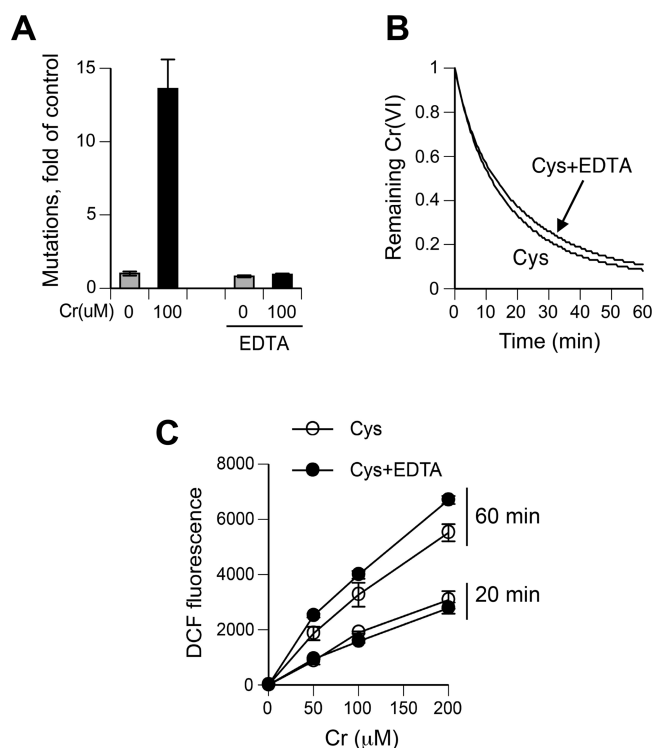 A
Mutations, fold of control
15
10
5
0
Cr(uM) 0 100 0 100
EDTA
B
Remaining Cr(VI)
1
0.8
0.6
0.4
0.2
0
Cys+EDTA
Cys
0 10 20 30 40 50 60
Time (min)
C
Cys
Cys+EDTA
DCF fluorescence
8000
6000
4000
2000
0
60 min
20 min
0 50 100 150 200
Cr (μM)